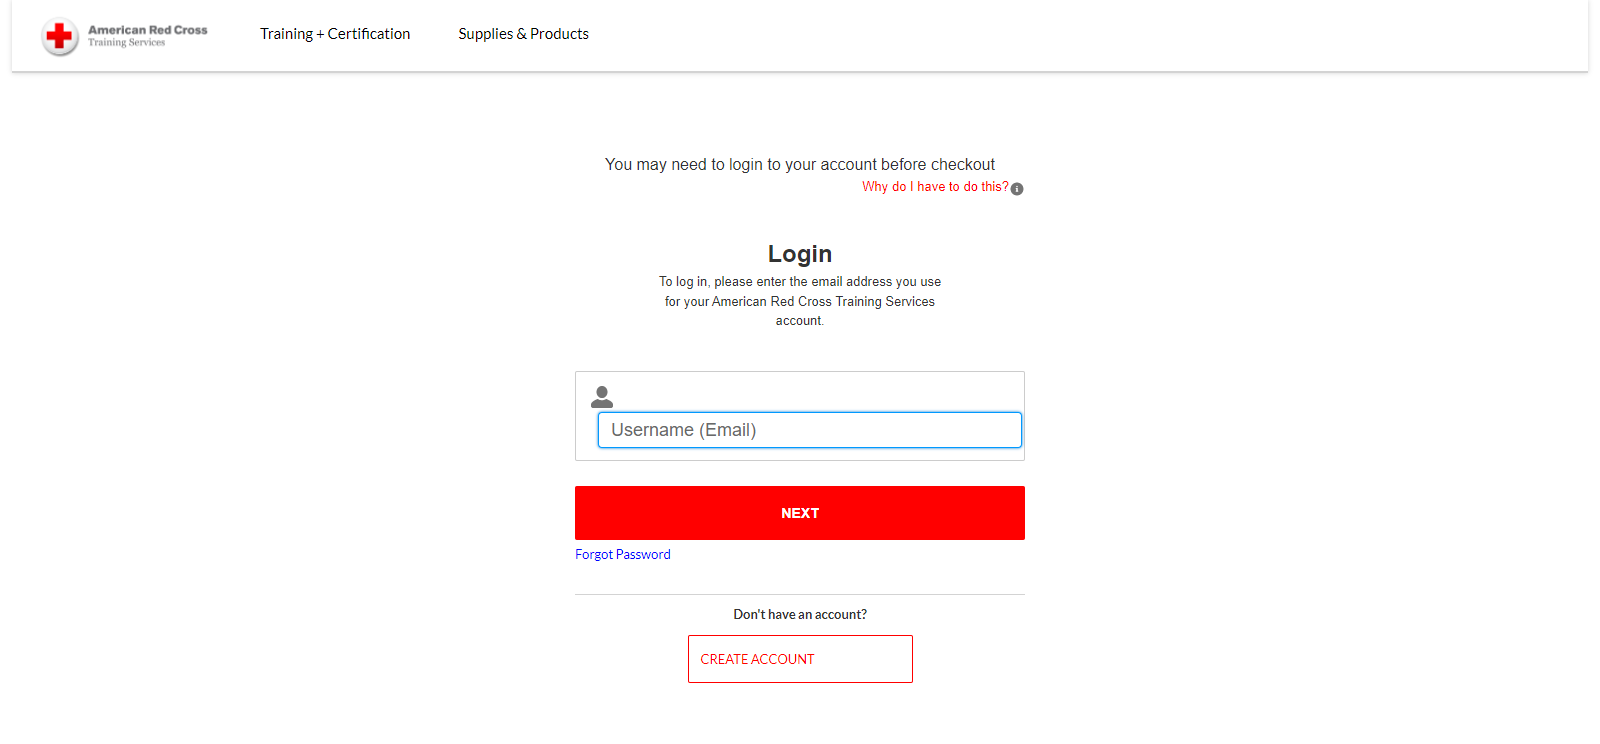 American Red Cross
Training Services
Training + Certification
Supplies & Products
You may need to login to your account before checkout
Why do I have to do this?
Login
To log in, please enter the email address you use
for your American Red Cross Training Services
account.
Username (Email)
NEXT
Forgot Password
Don't have an account?
CREATE ACCOUNT